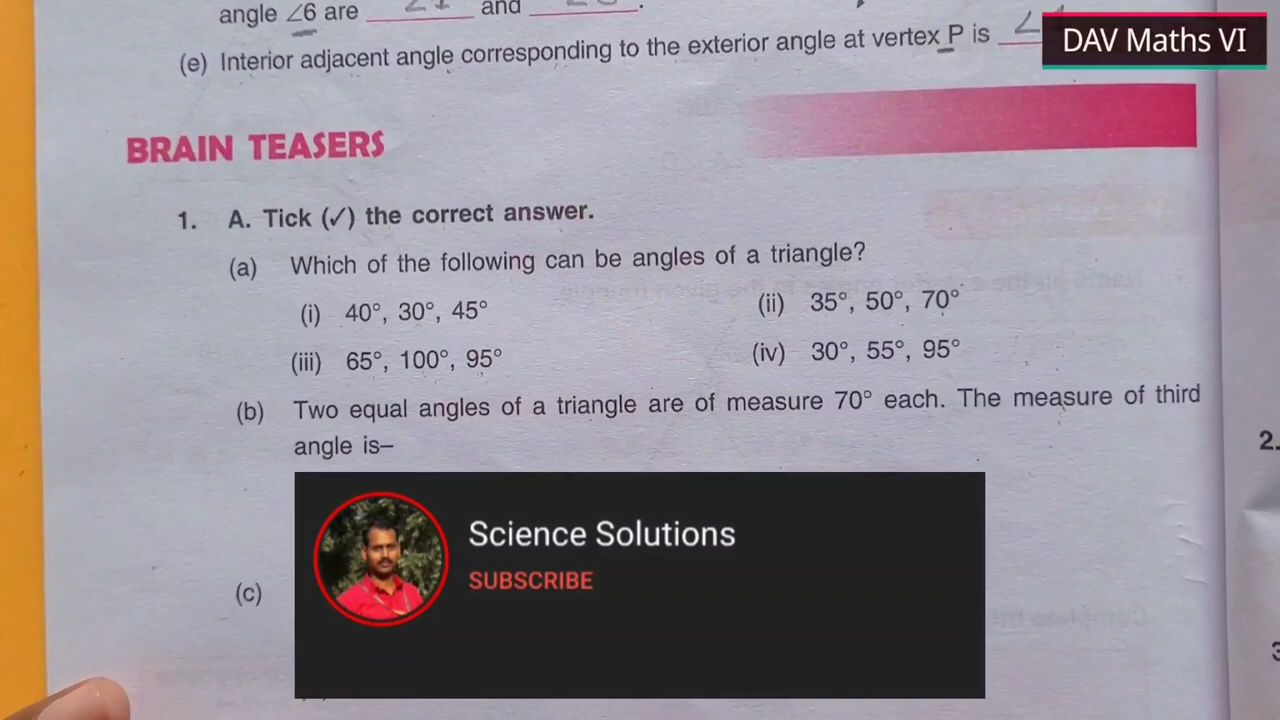 angle ∠6 are ________ and ________.
(e) Interior adjacent angle corresponding to the exterior angle at vertex P is
DAV Maths VI
BRAIN TEASERS
1. A. Tick (✓) the correct answer.
(a) Which of the following can be angles of a triangle?
(i) 40°, 30°, 45° (ii) 35°, 50°, 70°
(iii) 65°, 100°, 95° (iv) 30°, 55°, 95°
(b) Two equal angles of a triangle are of measure 70° each. The measure of third
angle is–
2.
Science Solutions
SUBSCRIBE
(c)
3